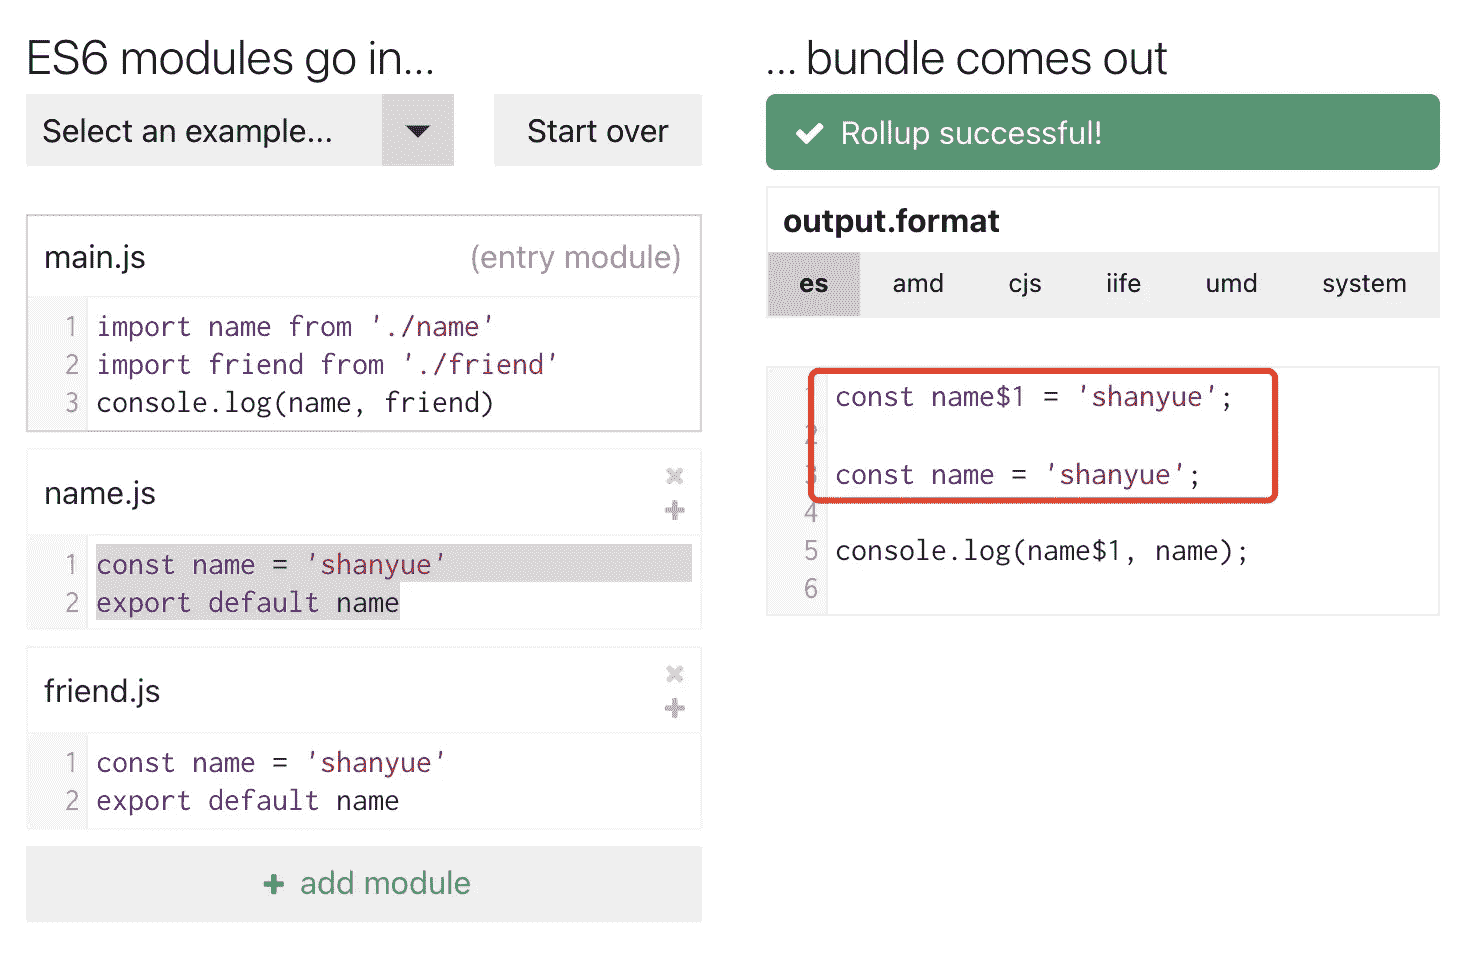 ES6 modules go in...
Select an example...
Start over
main.js
(entry module)
1 import name from './name'
2 import friend from './friend'
3 console.log(name, friend)
name.js
1 const name = 'shanyue'
2 export default name
friend.js
1 const name = 'shanyue'
2 export default name
add module
... bundle comes out
Rollup successful!
output.format
es amd cjs iife umd system
1 const name$1 = 'shanyue';
2
3 const name = 'shanyue';
4
5 console.log(name$1, name);
6